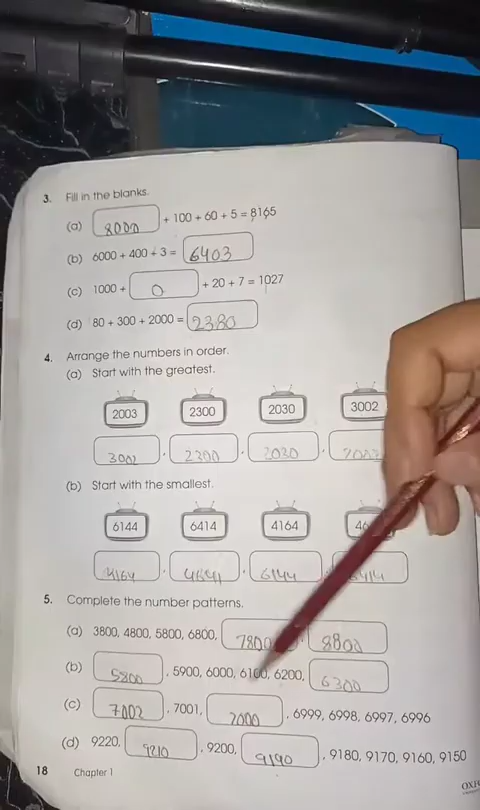 3. Fill in the blanks.
(a) 8000 + 100 + 60 + 5 = 8165
(b) 6000 + 400 + 3 = 6403
(c) 1000 + 0 + 20 + 7 = 1027
(d) 80 + 300 + 2000 = 2380
4. Arrange the numbers in order.
(a) Start with the greatest.
2003 2300 2030 3002
3002 , 2300 , 2030 , 2003
(b) Start with the smallest.
6144 6414 4164
4164 , , 6144 , 6414
5. Complete the number patterns.
(a) 3800, 4800, 5800, 6800, 7800 , 8800
(b) 5800 , 5900, 6000, 6100, 6200, 6300
(c) 7002 , 7001, 7000 , 6999, 6998, 6997, 6996
(d) 9220, 9210 , 9200, 9190 , 9180, 9170, 9160, 9150
18 Chapter 1